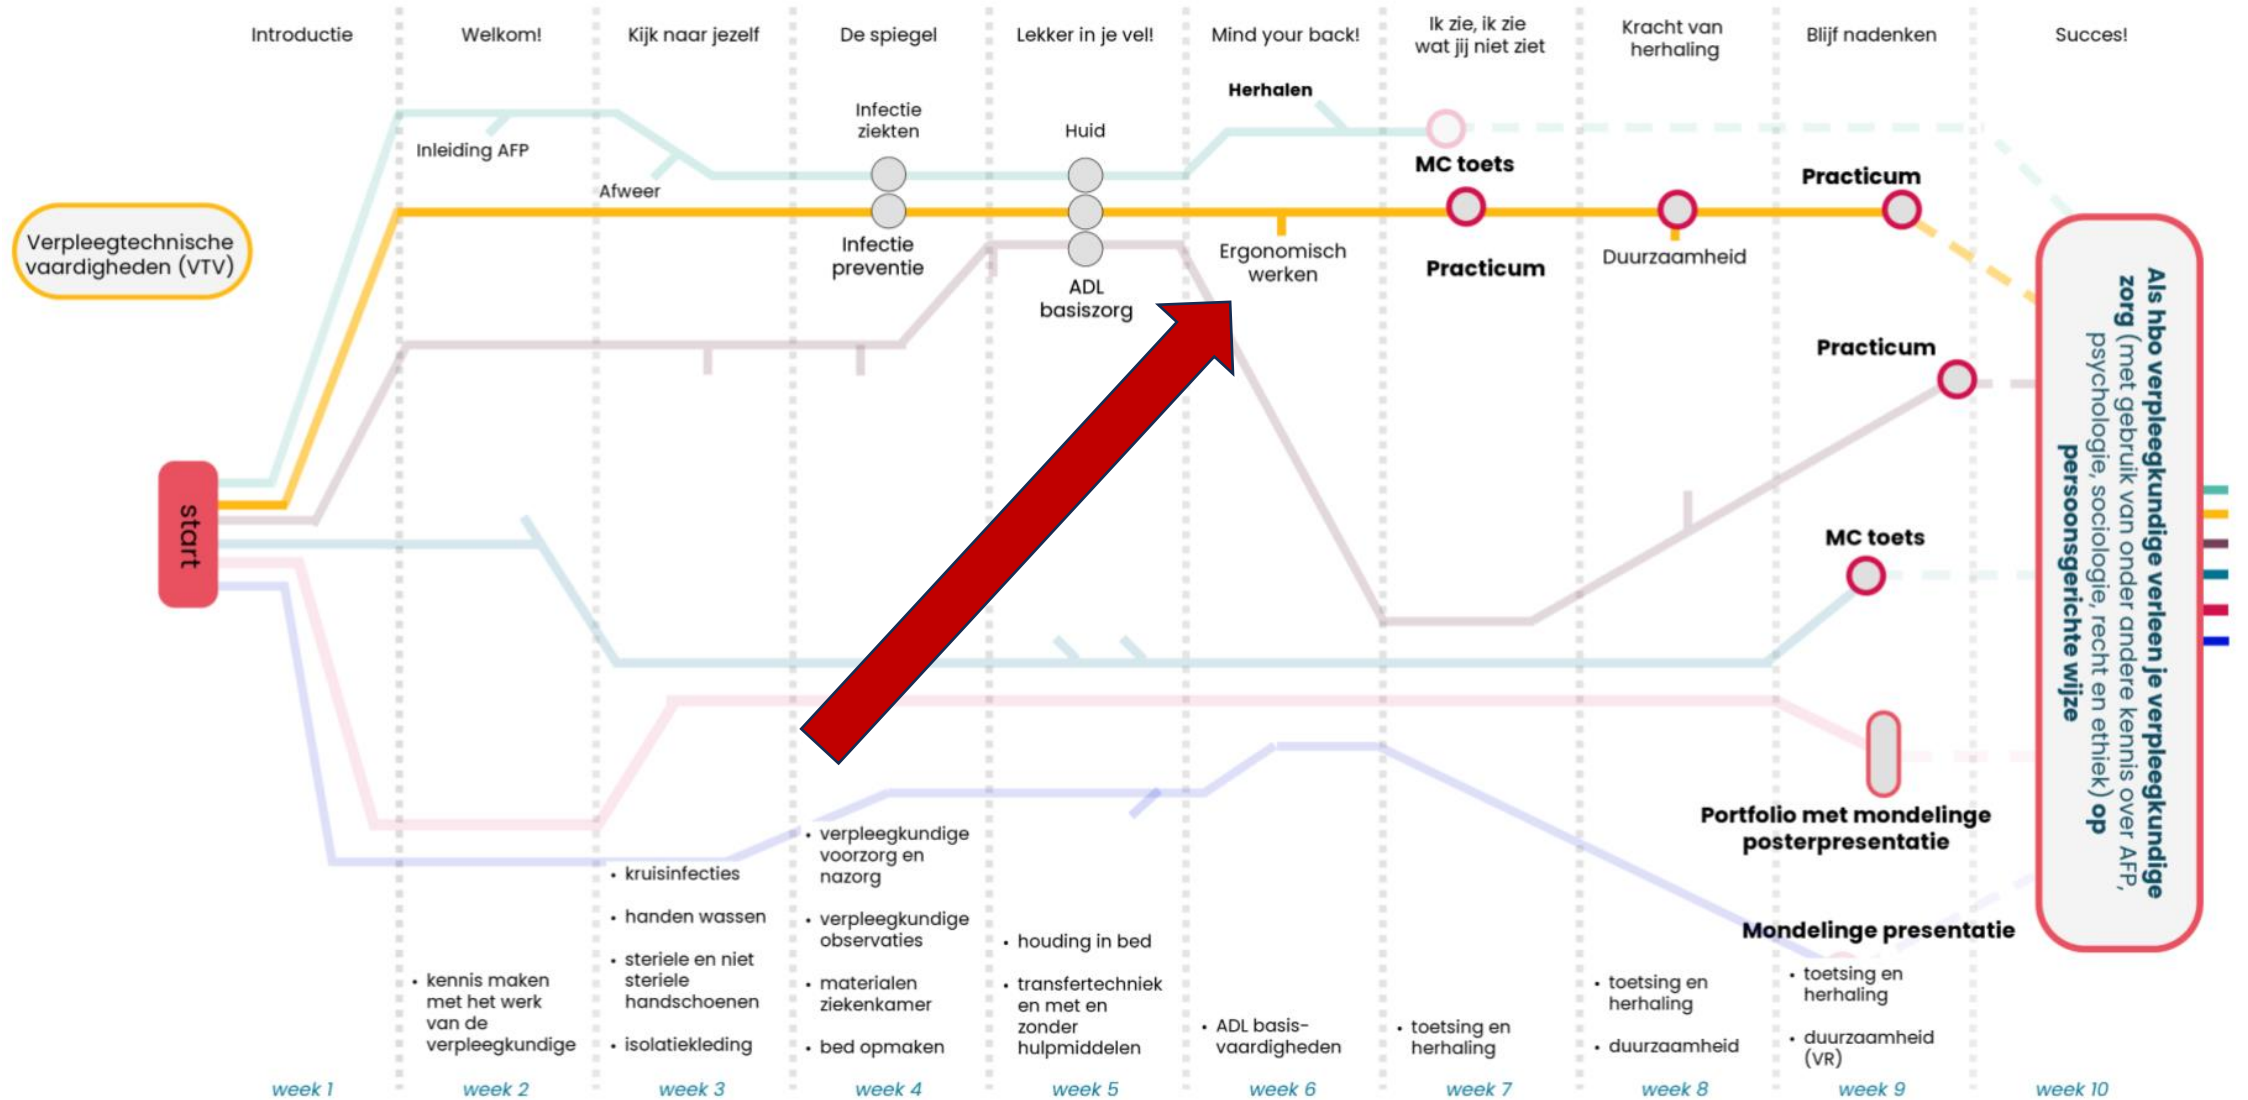 Introductie
Welkom!
Kijk naar jezelf
De spiegel
Lekker in je vel!
Mind your back!
Ik zie, ik zie
wat jij niet ziet
Kracht van
herhaling
Blijf nadenken
Succes!
Herhalen
Infectie
ziekten
Huid
Inleiding AFP
Afweer
MC toets
Practicum
Verpleegtechnische
vaardigheden (VTV)
Infectie
preventie
ADL
basiszorg
Ergonomisch
werken
Practicum
Duurzaamheid
Practicum
start
MC toets
Als hbo verpleegkundige verleen je verpleegkundige
zorg (met gebruik van onder andere kennis over AFP,
psychologie, sociologie, recht en ethiek) op
persoonsgerichte wijze
Portfolio met mondelinge
posterpresentatie
Mondelinge presentatie
• kennis maken
met het werk
van de
verpleegkundige
• kruisinfecties
• handen wassen
• steriele en niet
steriele
handschoenen
• isolatiekleding
• verpleegkundige
voorzorg en
nazorg
• verpleegkundige
observaties
• materialen
ziekenkamer
• bed opmaken
• houding in bed
• transfertechniek
en met en
zonder
hulpmiddelen
• ADL basis-
vaardigheden
• toetsing en
herhaling
• toetsing en
herhaling
• duurzaamheid
• toetsing en
herhaling
• duurzaamheid
(VR)
week 1
week 2
week 3
week 4
week 5
week 6
week 7
week 8
week 9
week 10